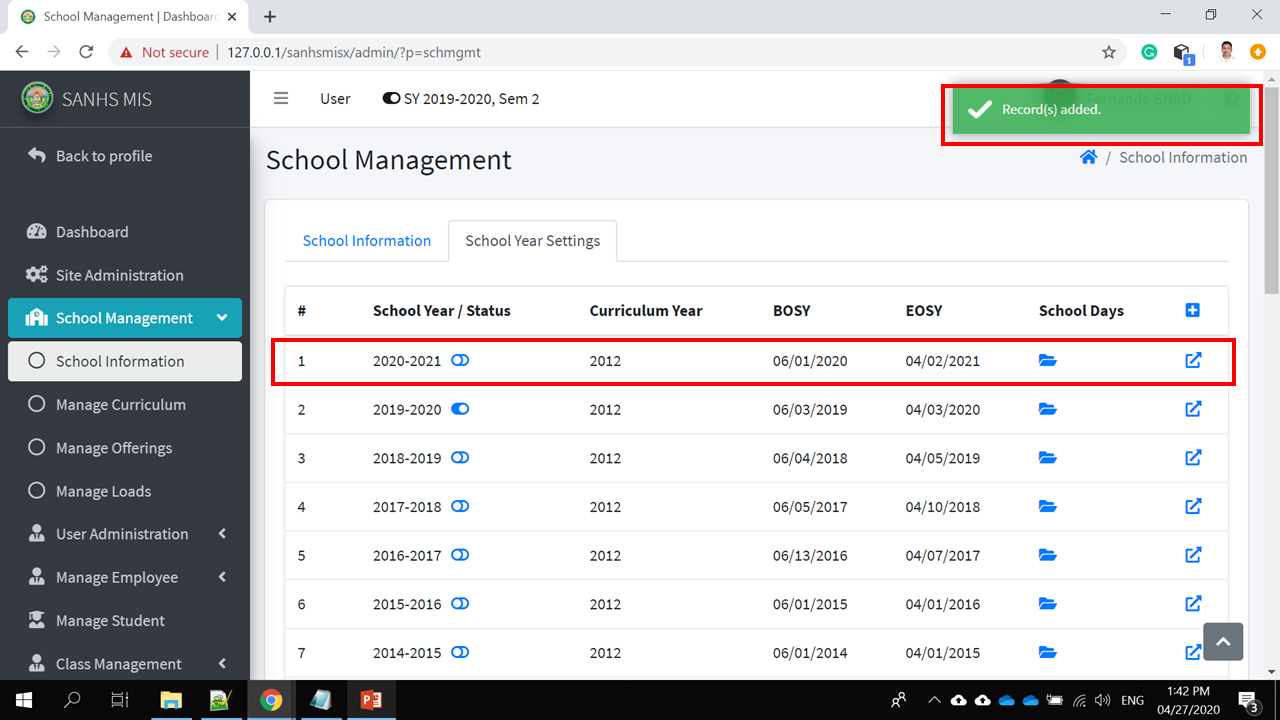 School Management | Dashboard
Not secure | 127.0.0.1/sanhsmisx/admin/?p=schmgmt
1
SANHS MIS
User
SY 2019-2020, Sem 2
Fernando ENAD
Record(s) added.
Back to profile
School Management
/ School Information
Dashboard
Site Administration
School Management
School Information
Manage Curriculum
Manage Offerings
Manage Loads
User Administration
Manage Employee
Manage Student
Class Management
School Information
School Year Settings
# School Year / Status Curriculum Year BOSY EOSY School Days
1 2020-2021 2012 06/01/2020 04/02/2021
2 2019-2020 2012 06/03/2019 04/03/2020
3 2018-2019 2012 06/04/2018 04/05/2019
4 2017-2018 2012 06/05/2017 04/10/2018
5 2016-2017 2012 06/13/2016 04/07/2017
6 2015-2016 2012 06/01/2015 04/01/2016
7 2014-2015 2012 06/01/2014 04/01/2015
ENG
1:42 PM
04/27/2020
3